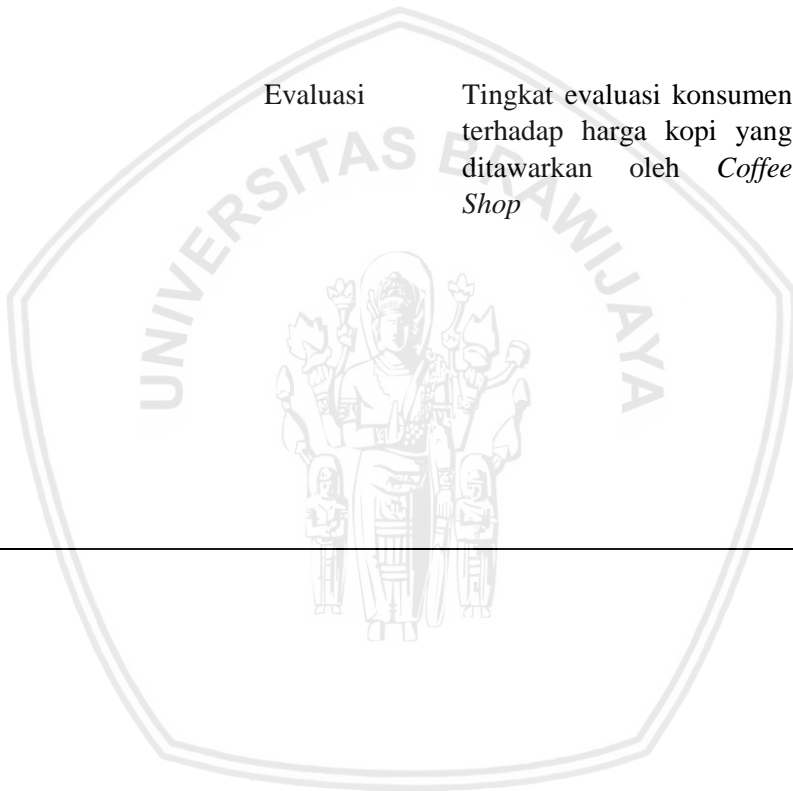 Evaluasi Tingkat evaluasi konsumen
terhadap harga kopi yang
ditawarkan oleh Coffee
Shop
UNIVERSITAS BRAWIJAYA